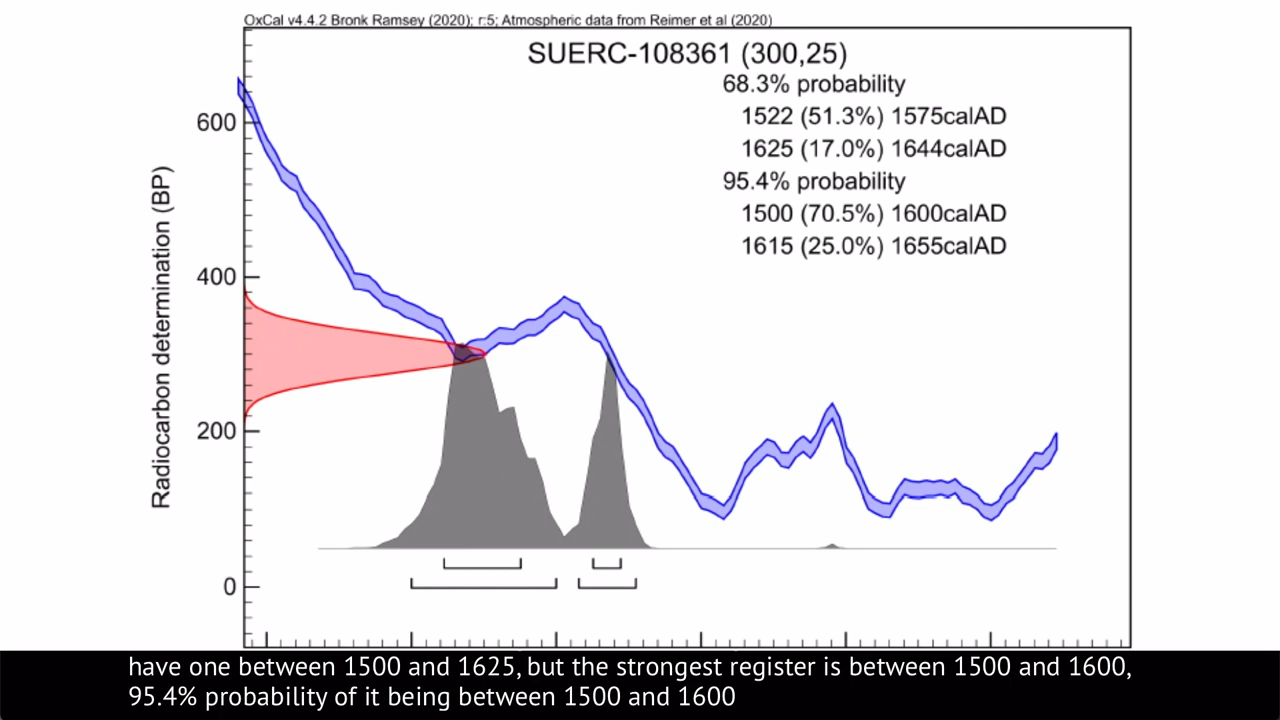 OxCal v4.4.2 Bronk Ramsey (2020); r:5; Atmospheric data from Reimer et al (2020)
SUERC-108361 (300,25)
68.3% probability
1522 (51.3%) 1575calAD
1625 (17.0%) 1644calAD
95.4% probability
1500 (70.5%) 1600calAD
1615 (25.0%) 1655calAD
Radiocarbon determination (BP)
600
400
200
0
have one between 1500 and 1625, but the strongest register is between 1500 and 1600,
95.4% probability of it being between 1500 and 1600